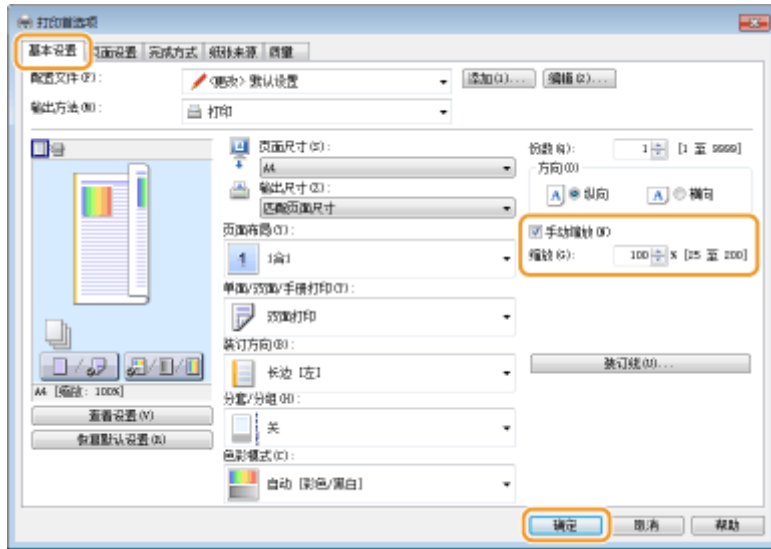 打印首选项
基本设置 页面设置 完成方式 纸张来源 质量
配置文件(F): <更改> 默认设置 添加(1)... 编辑(2)...
输出方法(M): 打印
页面尺寸(S):
A4
输出尺寸(Z):
匹配页面尺寸
页面布局(Y):
1 1合1
单面/双面/手册打印(T):
双面打印
装订方向(B):
长边 [左]
分套/分组(H):
关
色彩模式(C):
自动 [彩色/黑白]
份数(Q): 1 [1 至 9999]
方向(O)
A 纵向 A 横向
手动缩放(W)
缩放(G): 100 % [25 至 200]
装订线(U)...
A4 [缩放: 100%]
查看设置(V)
恢复默认设置(R)
确定 取消 帮助